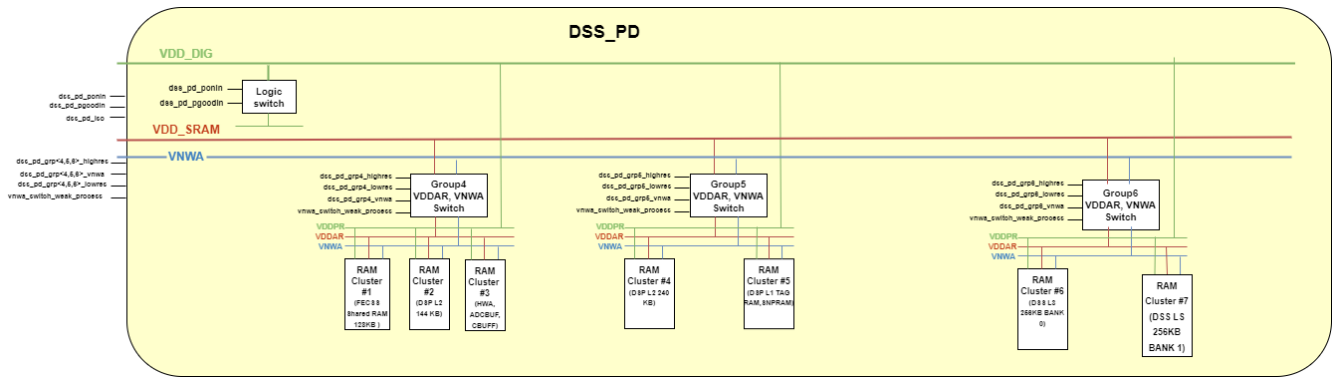 DSS_PD
VDD_DIG
dss_pd_ponin
dss_pd_pgoodin
Logic
switch
dss_pd_ponin
dss_pd_pgoodin
dss_pd_iso
VDD_SRAM
VNWA
dss_pd_grp<4,5,6>_highres
dss_pd_grp<4,5,6>_vnwa
dss_pd_grp<4,5,6>_lowres
vnwa_switch_weak_process
dss_pd_grp4_highres
dss_pd_grp4_lowres
dss_pd_grp4_vnwa
vnwa_switch_weak_process
Group4
VDDAR, VNWA
Switch
dss_pd_grp5_highres
dss_pd_grp5_lowres
dss_pd_grp5_vnwa
vnwa_switch_weak_process
Group5
VDDAR, VNWA
Switch
dss_pd_grp6_highres
dss_pd_grp6_lowres
dss_pd_grp6_vnwa
vnwa_switch_weak_process
Group6
VDDAR, VNWA
Switch
VDDPR
VDDAR
VNWA
VDDPR
VDDAR
VNWA
VDDPR
VDDAR
VNWA
RAM
Cluster
#1
(FECSS
Shared RAM
128KB )
RAM
Cluster
#2
(DSP L2
144 KB)
RAM
Cluster
#3
(HWA,
ADCBUF,
CBUFF)
RAM
Cluster #4
(DSP L2 240
KB)
RAM
Cluster #5
(DSP L1 TAG
RAM,SNPRAM)
RAM
Cluster #6
(DSS LS
256KB BANK
0)
RAM
Cluster #7
(DSS LS
256KB
BANK 1)